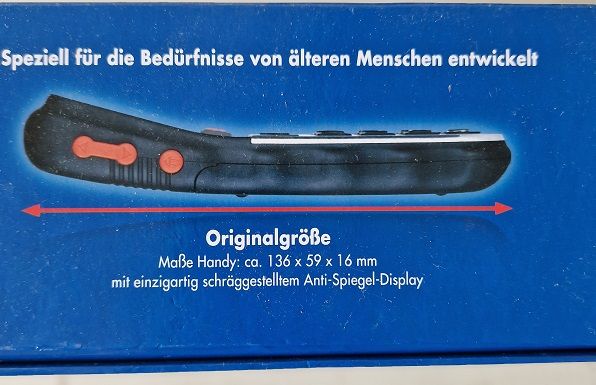 Speziell für die Bedürfnisse von älteren Menschen entwickelt
Originalgröße
Maße Handy: ca. 136 x 59 x 16 mm
mit einzigartig schräggestelltem Anti-Spiegel-Display